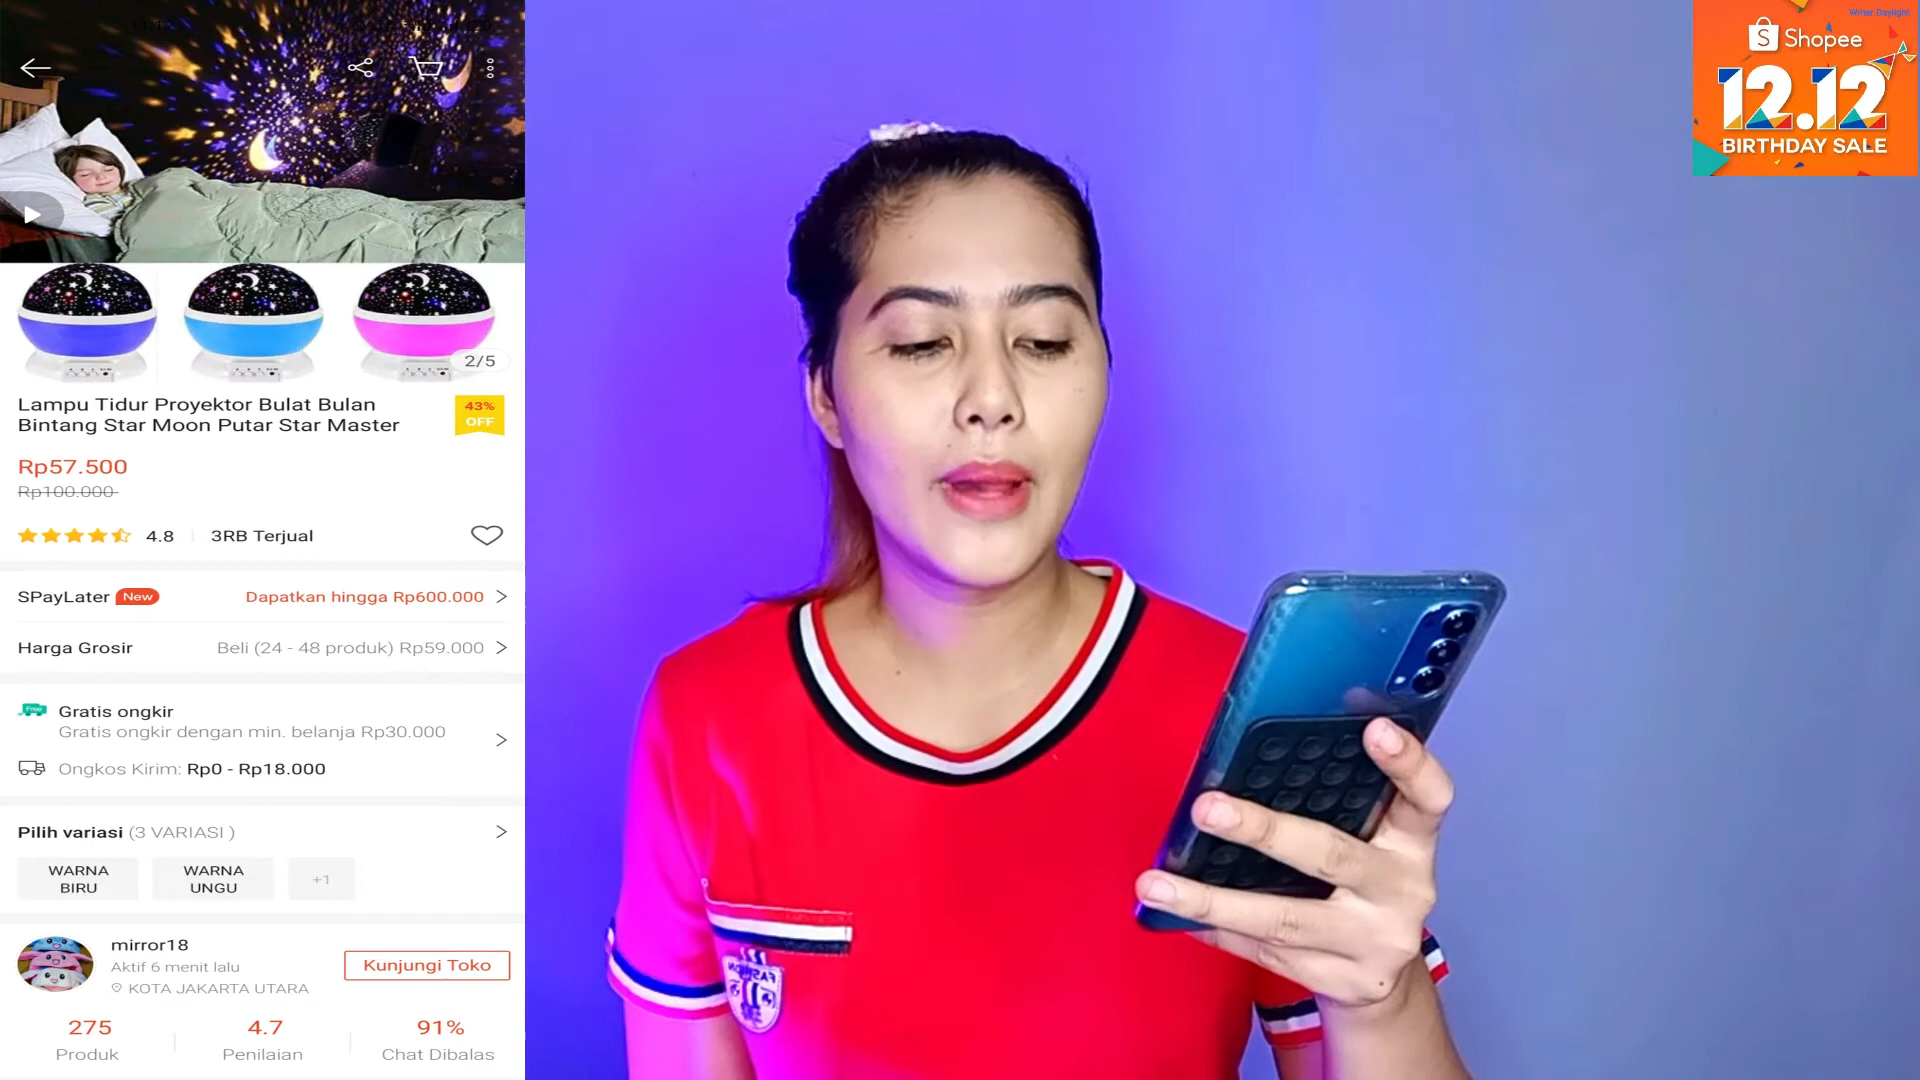 2/5
Lampu Tidur Proyektor Bulat Bulan
Bintang Star Moon Putar Star Master
43%
OFF
Rp57.500
Rp100.000
4.8
3RB Terjual
SPayLater New
Dapatkan hingga Rp600.000
Harga Grosir
Beli (24 - 48 produk) Rp59.000
Free
Gratis ongkir
Gratis ongkir dengan min. belanja Rp30.000
Ongkos Kirim: Rp0 - Rp18.000
Pilih variasi (3 VARIASI )
WARNA
BIRU
WARNA
UNGU
+1
mirror18
Aktif 6 menit lalu
KOTA JAKARTA UTARA
Kunjungi Toko
275
Produk
4.7
Penilaian
91%
Chat Dibalas
Winter Daylight
Shopee
12.12
BIRTHDAY SALE
FASHION